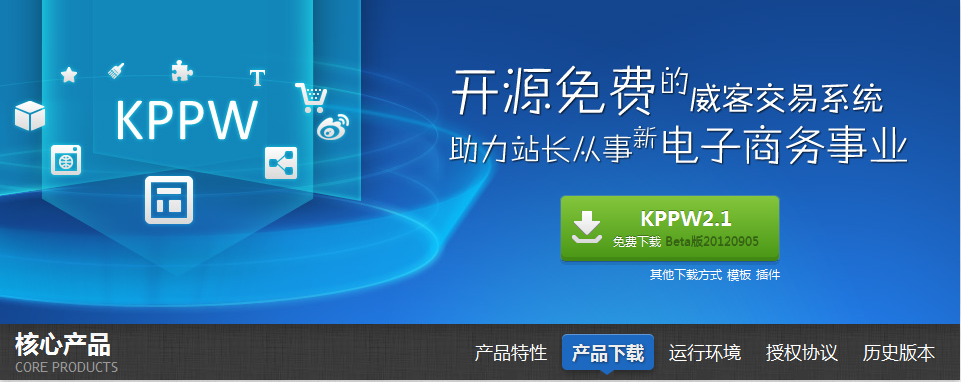 T
KPPW
开源免费的威客交易系统
助力站长从事新电子商务事业
KPPW2.1
免费下载 Beta版20120905
其他下载方式 模板 插件
核心产品
CORE PRODUCTS
产品特性 产品下载 运行环境 授权协议 历史版本